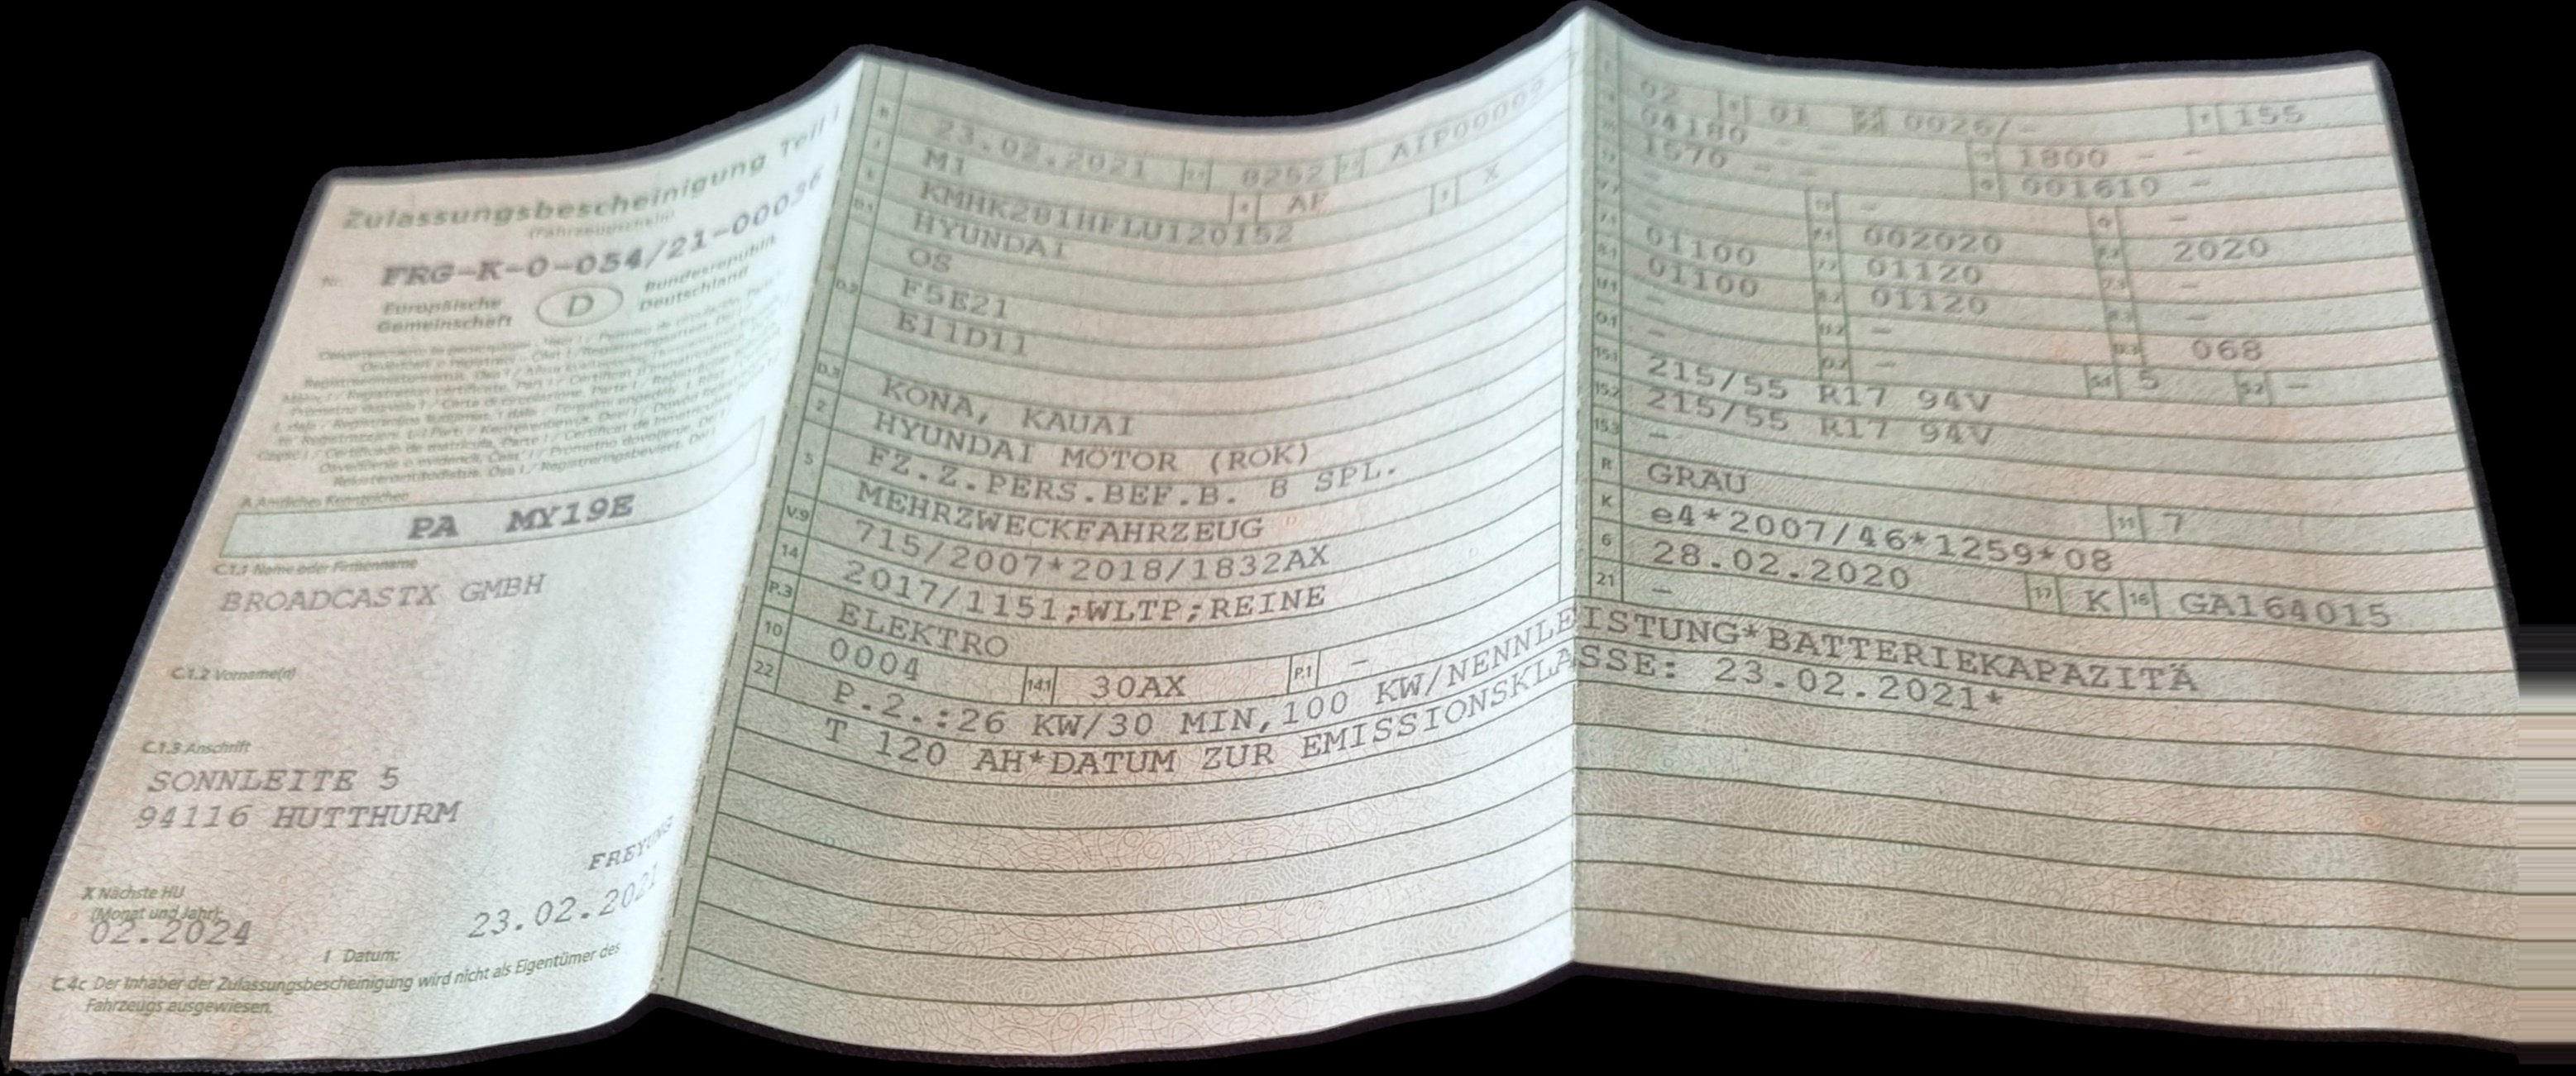 Zulassungsbescheinigung Teil I
(Fahrzeugschein)
Nr. FRG-K-0-054/21-00036
Europäische Gemeinschaft
D
Bundesrepublik Deutschland
A Amtliches Kennzeichen
PA MY19E
C.1.1 Name oder Firmenname
BROADCASTX GMBH
C.1.2 Vorname(n)
C.1.3 Anschrift
SONNLEITE 5
94116 HUTTHURM
FREYUNG
X Nächste HU
(Monat und Jahr):
02.2024
23.02.2021
I Datum:
C.4c Der Inhaber der Zulassungsbescheinigung wird nicht als Eigentümer des
Fahrzeugs ausgewiesen.
B 23.02.2021 2.1 8252 2.2
J M1 4 AF 3 X
E KMHK281HFLU120152
D.1 HYUNDAI
OS
D.2 F5E21
E11D11
D.3 KONA, KAUAI
2 HYUNDAI MOTOR (ROK)
5 FZ.Z.PERS.BEF.B. 8 SPL.
MEHRZWECKFAHRZEUG
V.9 715/2007*2018/1832AX
14 2017/1151;WLTP;REINE
P.3 ELEKTRO
10 0004 14.1 30AX P.1 -
22 P.2.:26 KW/30 MIN,100 KW/NENNLEISTUNG*BATTERIEKAPAZITÄ
T 120 AH*DATUM ZUR EMISSIONSKLASSE: 23.02.2021*
02 9 01 0026/- T 155
04180 - - 1800 - -
1570 - - 001610 -
- - -
- 002020 2020
7.1 01100 7.2 01120 7.3 -
8.1 01100 8.2 01120 8.3 -
U.1 - U.2 - U.3 068
O.1 - O.2 - S.1 5 S.2 -
15.1 215/55 R17 94V
15.2 215/55 R17 94V
15.3 -
R GRAU 11 7
K e4*2007/46*1259*08
6 28.02.2020 17 K 16 GA164015
21 -